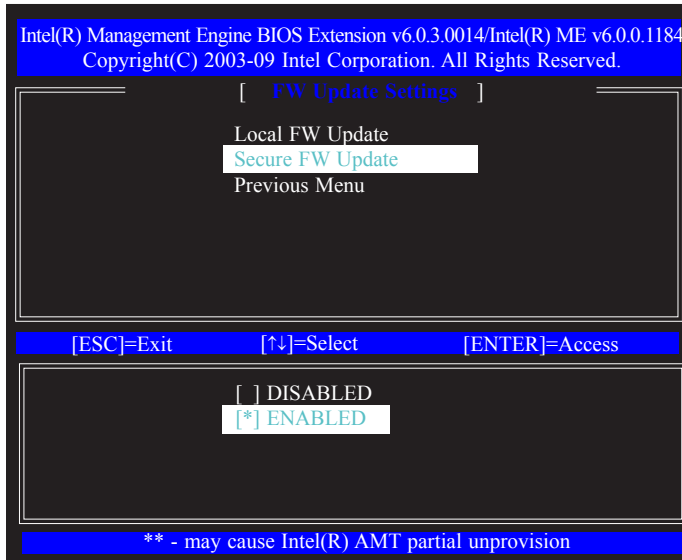 Intel(R) Management Engine BIOS Extension v6.0.3.0014/Intel(R) ME v6.0.0.1184
Copyright(C) 2003-09 Intel Corporation. All Rights Reserved.
[ FW Update Settings ]
Local FW Update
Secure FW Update
Previous Menu
[ESC]=Exit [↑↓]=Select [ENTER]=Access
[ ] DISABLED
[*] ENABLED
** - may cause Intel(R) AMT partial unprovision